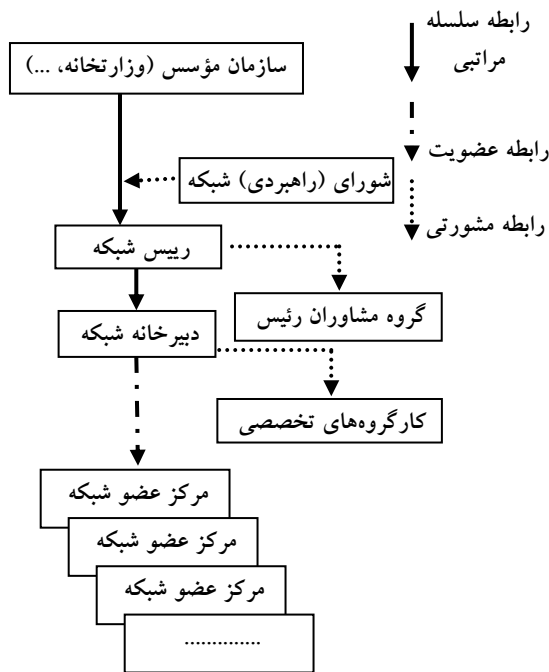 رابطه سلسله
مراتبی
سازمان مؤسس (وزارتخانه، ...)
رابطه عضویت
شورای (راهبردی) شبکه
رابطه مشورتی
رییس شبکه
گروه مشاوران رئیس
دبیرخانه شبکه
کارگروه‌های تخصصی
مرکز عضو شبکه
مرکز عضو شبکه
مرکز عضو شبکه
..............